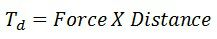 T_d = Force X Distance